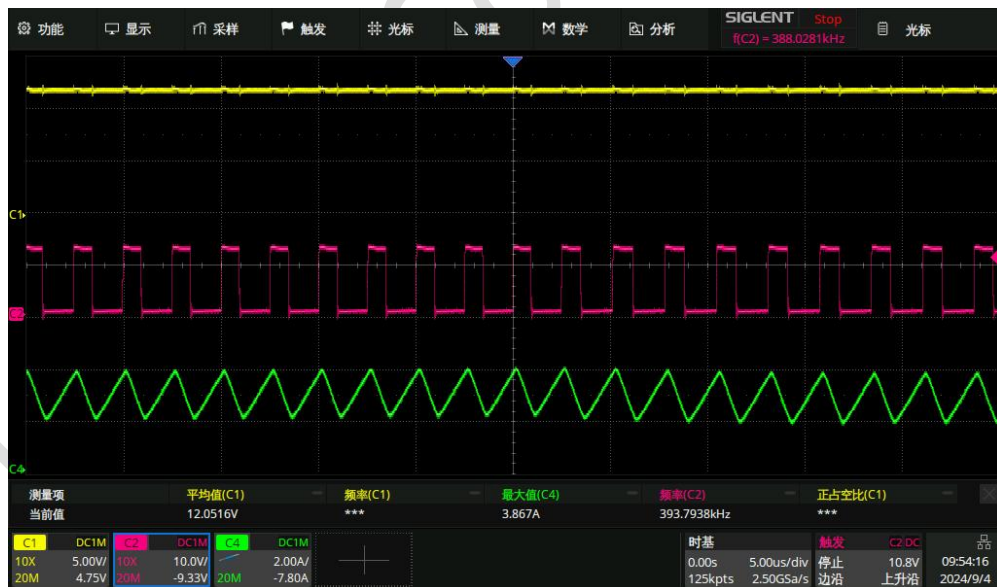 功能 显示 采样 触发 光标 测量 数学 分析 SIGLENT Stop 光标
f(C2) = 388.0281kHz
C1
C2
C4
测量项 平均值(C1) 频率(C1) 最大值(C4) 频率(C2) 正占空比(C1)
当前值 12.0516V *** 3.867A 393.7938kHz ***
C1 DC1M C2 DC1M C4 DC1M 时基 触发 C2 DC
10X 5.00V/ 10X 10.0V/ 2.00A/ 0.00s 5.00us/div 停止 10.8V 09:54:16
20M 4.75V 20M -9.33V 20M -7.80A 125kpts 2.50GSa/s 边沿 上升沿 2024/9/4